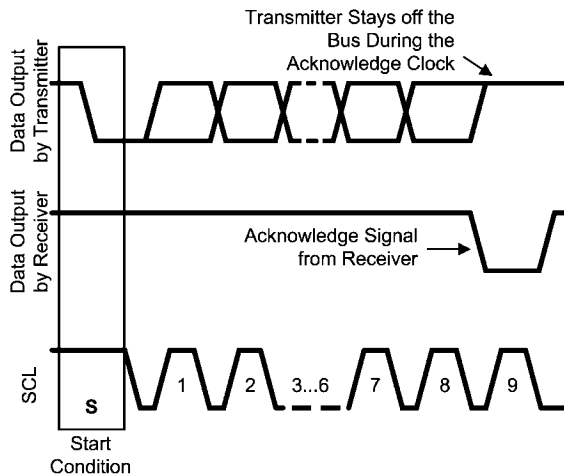 Transmitter Stays off the
Bus During the
Acknowledge Clock
Data Output
by Transmitter
Data Output
by Receiver
Acknowledge Signal
from Receiver
SCL
S
1
2
3...6
7
8
9
Start
Condition